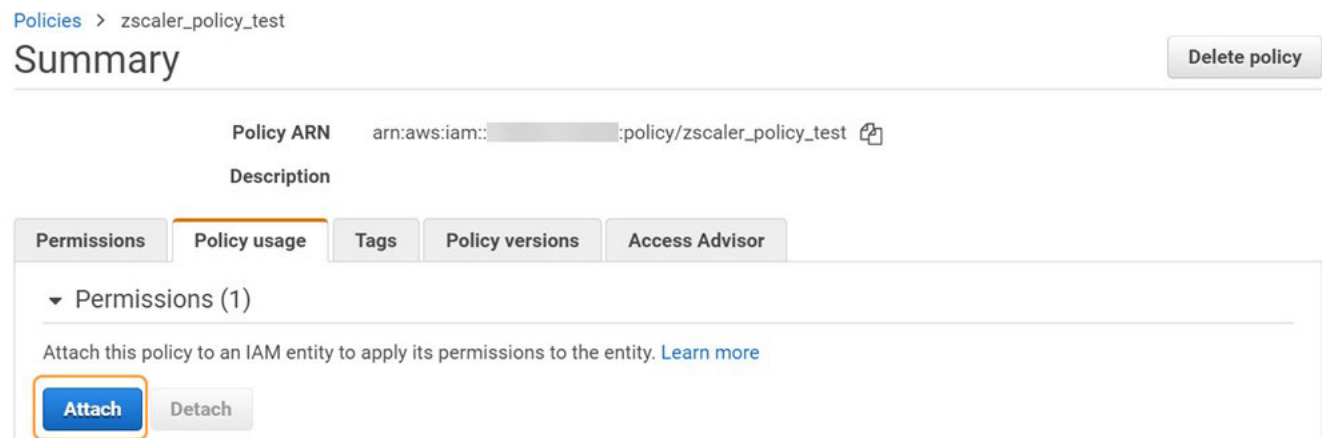 Policies > zscaler_policy_test
Summary
Delete policy
Policy ARN arn:aws:iam:: :policy/zscaler_policy_test
Description
Permissions Policy usage Tags Policy versions Access Advisor
Permissions (1)
Attach this policy to an IAM entity to apply its permissions to the entity. Learn more
Attach Detach